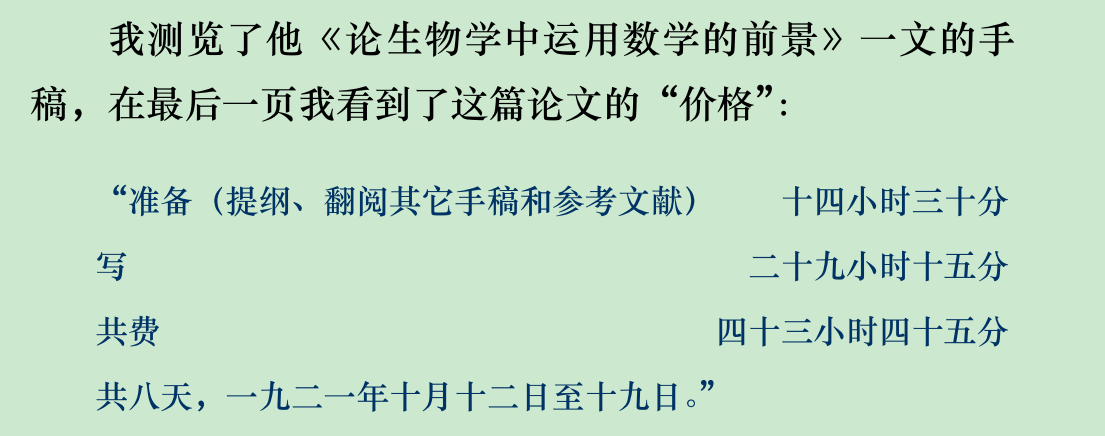 我测览了他《论生物学中运用数学的前景》一文的手
稿，在最后一页我看到了这篇论文的“价格”：
“准备（提纲、翻阅其它手稿和参考文献） 十四小时三十分
写 二十九小时十五分
共费 四十三小时四十五分
共八天，一九二一年十月十二日至十九日。”